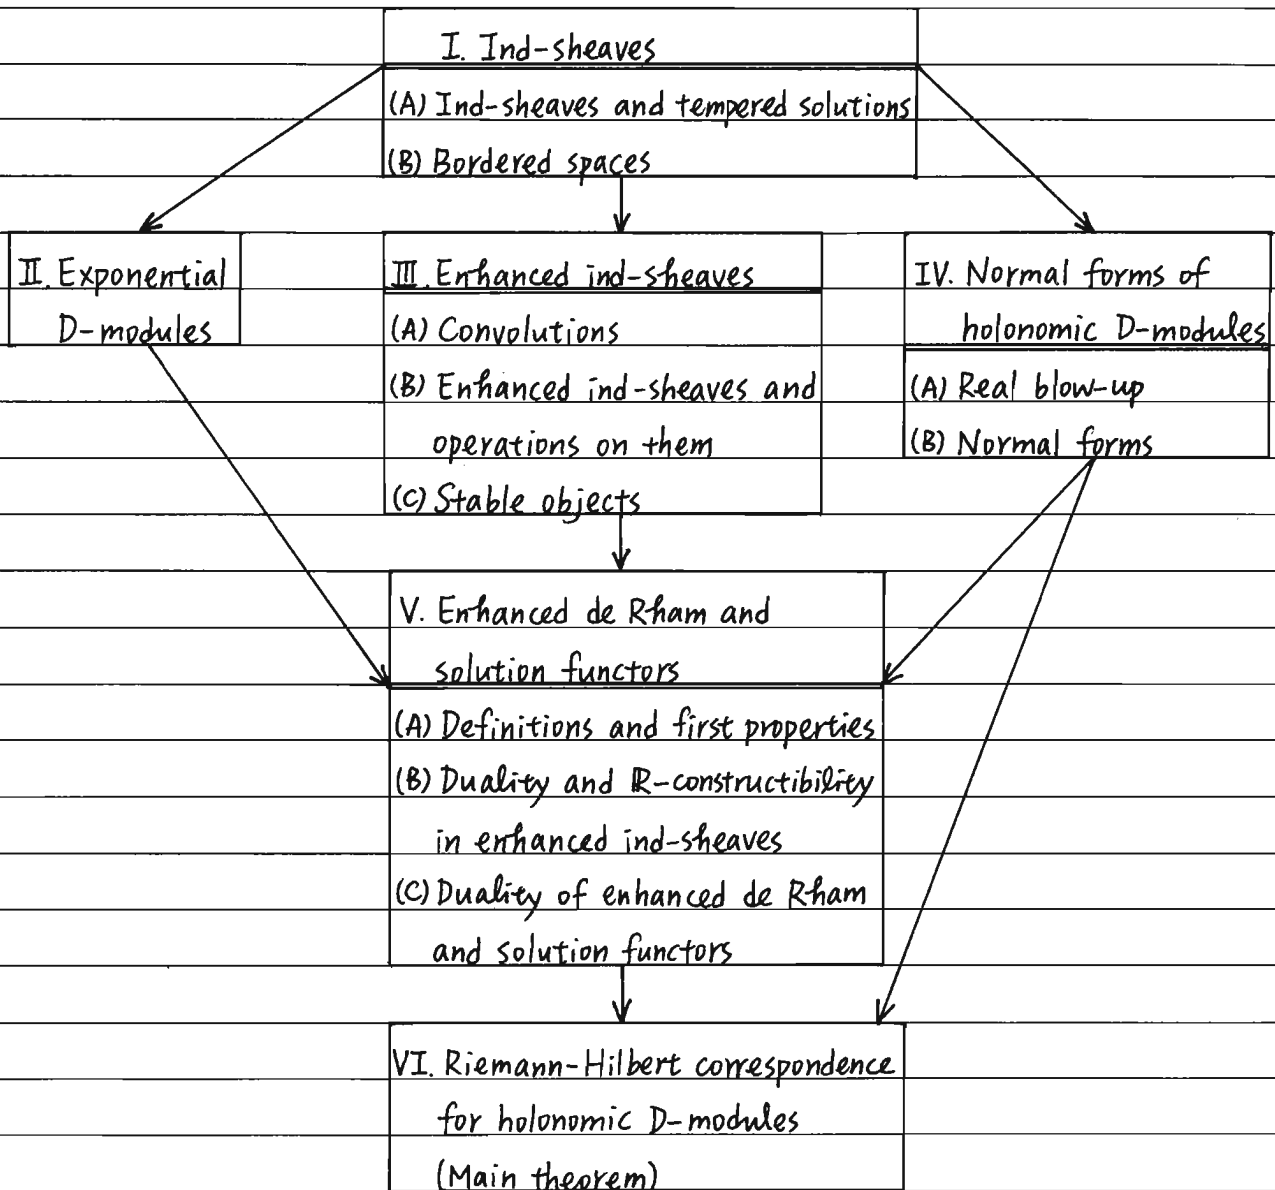 I. Ind-sheaves
(A) Ind-sheaves and tempered solutions
(B) Bordered spaces
II. Exponential
D-modules
III. Enhanced ind-sheaves
(A) Convolutions
(B) Enhanced ind-sheaves and
operations on them
(C) Stable objects
IV. Normal forms of
holonomic D-modules
(A) Real blow-up
(B) Normal forms
V. Enhanced de Rham and
solution functors
(A) Definitions and first properties
(B) Duality and ℝ-constructibility
in enhanced ind-sheaves
(C) Duality of enhanced de Rham
and solution functors
VI. Riemann-Hilbert correspondence
for holonomic D-modules
(Main theorem)